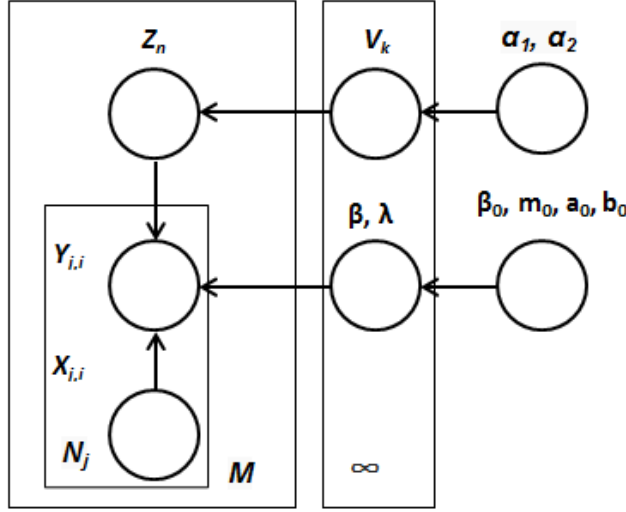 Zₙ
Vₖ
α₁, α₂
β, λ
β₀, m₀, a₀, b₀
Yᵢ,ᵢ
Xᵢ,ᵢ
Nⱼ
M
∞